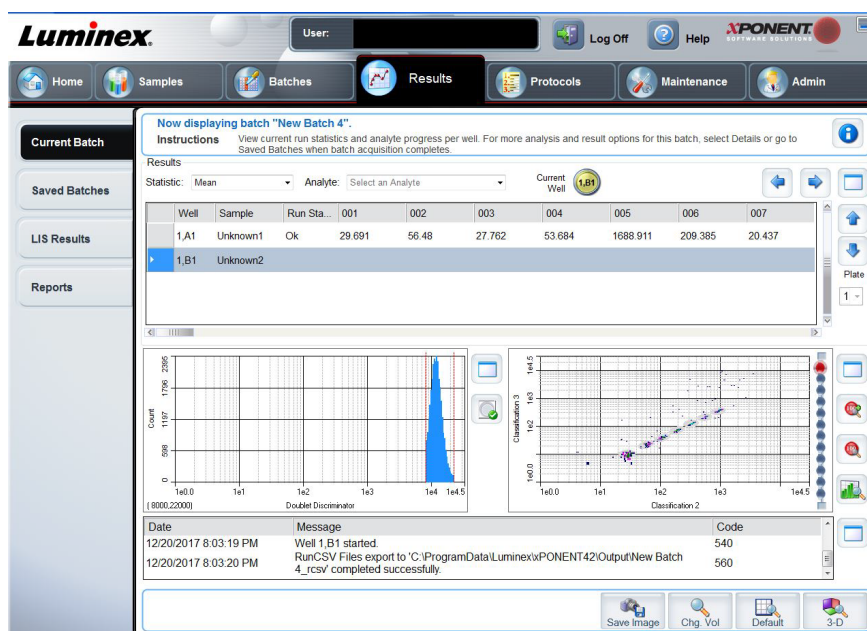 Luminex.
User:
Log Off
Help
XPONENT
SOFTWARE SOLUTIONS
Home
Samples
Batches
Results
Protocols
Maintenance
Admin
Current Batch
Saved Batches
LIS Results
Reports
Now displaying batch "New Batch 4".
Instructions View current run statistics and analyte progress per well. For more analysis and result options for this batch, select Details or go to
Saved Batches when batch acquisition completes.
Results
Statistic: Mean Analyte: Select an Analyte Current Well 1,B1
Well Sample Run Sta... 001 002 003 004 005 006 007
1,A1 Unknown1 Ok 29.691 56.48 27.762 53.684 1688.911 209.385 20.437
1,B1 Unknown2
Plate
1
Count
2395
1796
1197
598
0
1e0.0 1e1 1e2 1e3 1e4 1e4.5
( 8000,22000) Doublet Discriminator
Classification 3
1e4.5
1e3
1e2
1e0.0
1e0.0 1e1 1e2 1e3 1e4.5
Classification 2
Date Message Code
12/20/2017 8:03:19 PM Well 1,B1 started. 540
12/20/2017 8:03:20 PM RunCSV Files export to 'C:\ProgramData\Luminex\xPONENT42\Output\New Batch 560
4_rcsv' completed successfully.
Save Image
Chg. Vol
Default
3-D